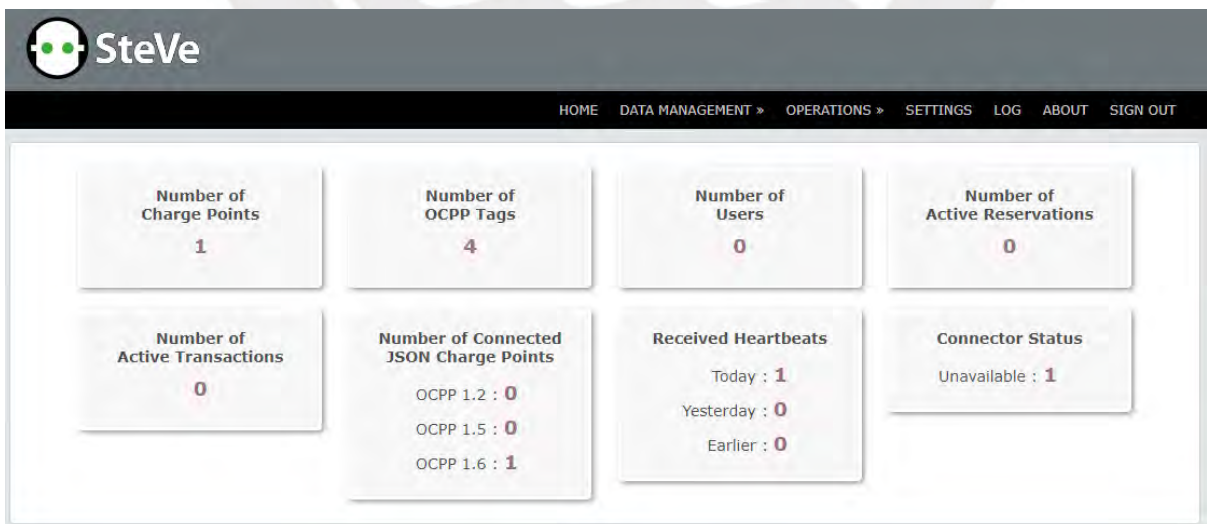 SteVe
HOME DATA MANAGEMENT » OPERATIONS » SETTINGS LOG ABOUT SIGN OUT
Number of
Charge Points
1
Number of
OCPP Tags
4
Number of
Users
0
Number of
Active Reservations
0
Number of
Active Transactions
0
Number of Connected
JSON Charge Points
OCPP 1.2 : 0
OCPP 1.5 : 0
OCPP 1.6 : 1
Received Heartbeats
Today : 1
Yesterday : 0
Earlier : 0
Connector Status
Unavailable : 1